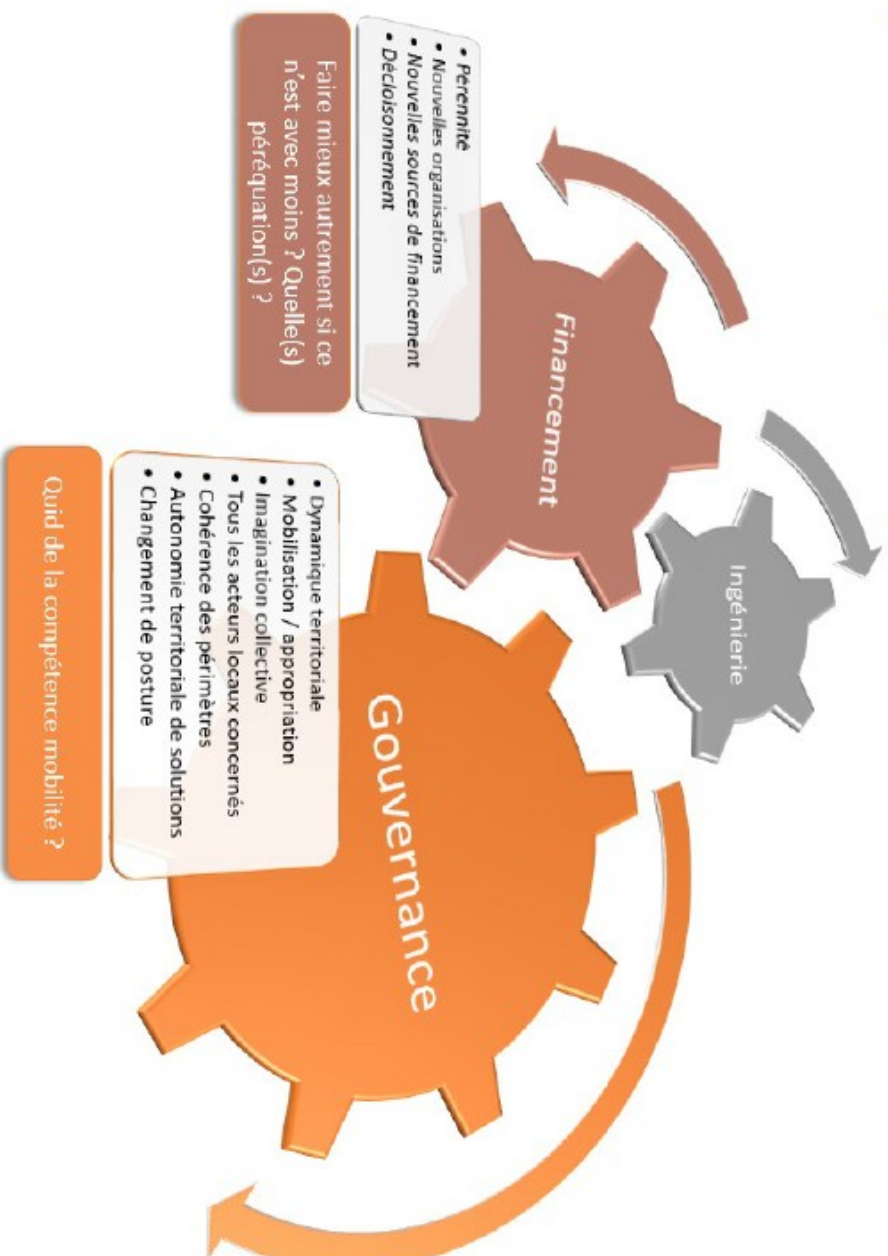 Ingénierie
Financement
• Pérennité
• Nouvelles organisations
• Nouvelles sources de financement
• Décloisonnement
Faire mieux autrement si ce
n'est avec moins ? Quelle(s)
péréquation(s) ?
Gouvernance
• Dynamique territoriale
• Mobilisation / appropriation
• Imagination collective
• Tous les acteurs locaux concernés
• Cohérence des périmètres
• Autonomie territoriale de solutions
• Changement de posture
Quid de la compétence mobilité ?